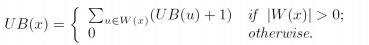 UB(x) = { ∑u∈W(x)(UB(u) + 1) if |W(x)| > 0;
0 otherwise.